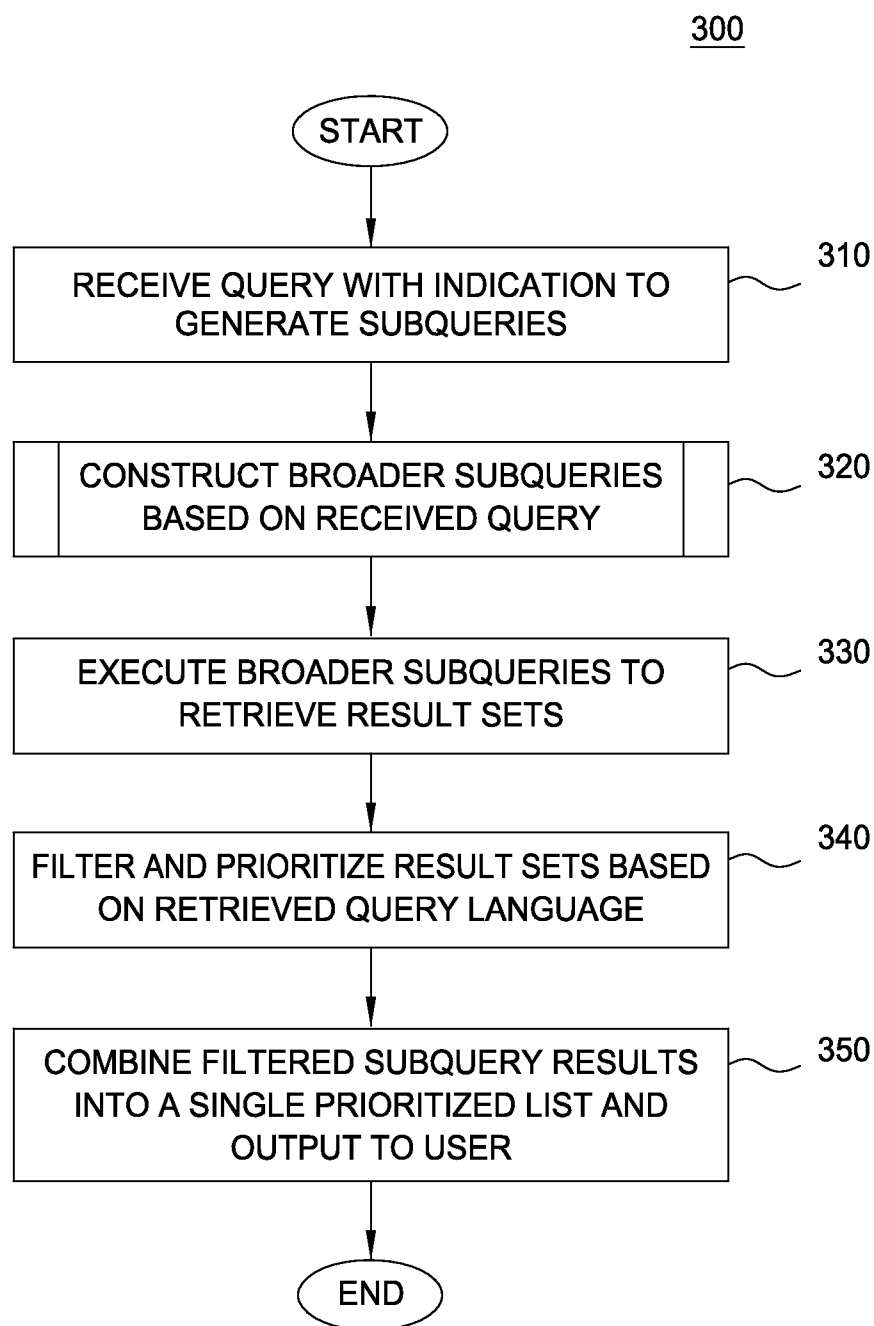 300
START
RECEIVE QUERY WITH INDICATION TO
GENERATE SUBQUERIES
310
CONSTRUCT BROADER SUBQUERIES
BASED ON RECEIVED QUERY
320
EXECUTE BROADER SUBQUERIES TO
RETRIEVE RESULT SETS
330
FILTER AND PRIORITIZE RESULT SETS BASED
ON RETRIEVED QUERY LANGUAGE
340
COMBINE FILTERED SUBQUERY RESULTS
INTO A SINGLE PRIORITIZED LIST AND
OUTPUT TO USER
350
END